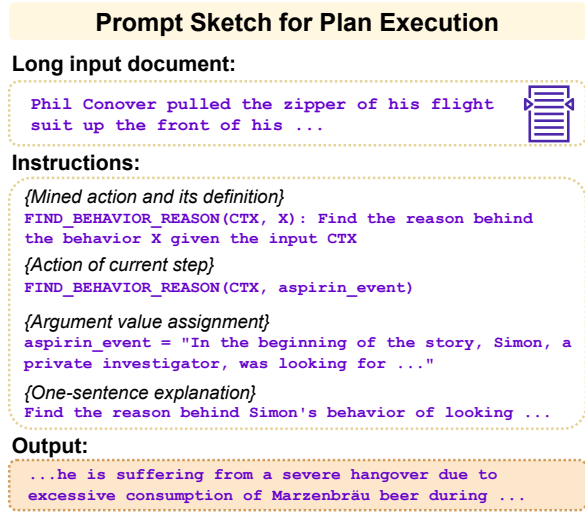 Prompt Sketch for Plan Execution
Long input document:
Phil Conover pulled the zipper of his flight
suit up the front of his ...
Instructions:
{Mined action and its definition}
FIND_BEHAVIOR_REASON(CTX, X): Find the reason behind
the behavior X given the input CTX
{Action of current step}
FIND_BEHAVIOR_REASON(CTX, aspirin_event)
{Argument value assignment}
aspirin_event = "In the beginning of the story, Simon, a
private investigator, was looking for ..."
{One-sentence explanation}
Find the reason behind Simon's behavior of looking ...
Output:
...he is suffering from a severe hangover due to
excessive consumption of Marzenbräu beer during ...